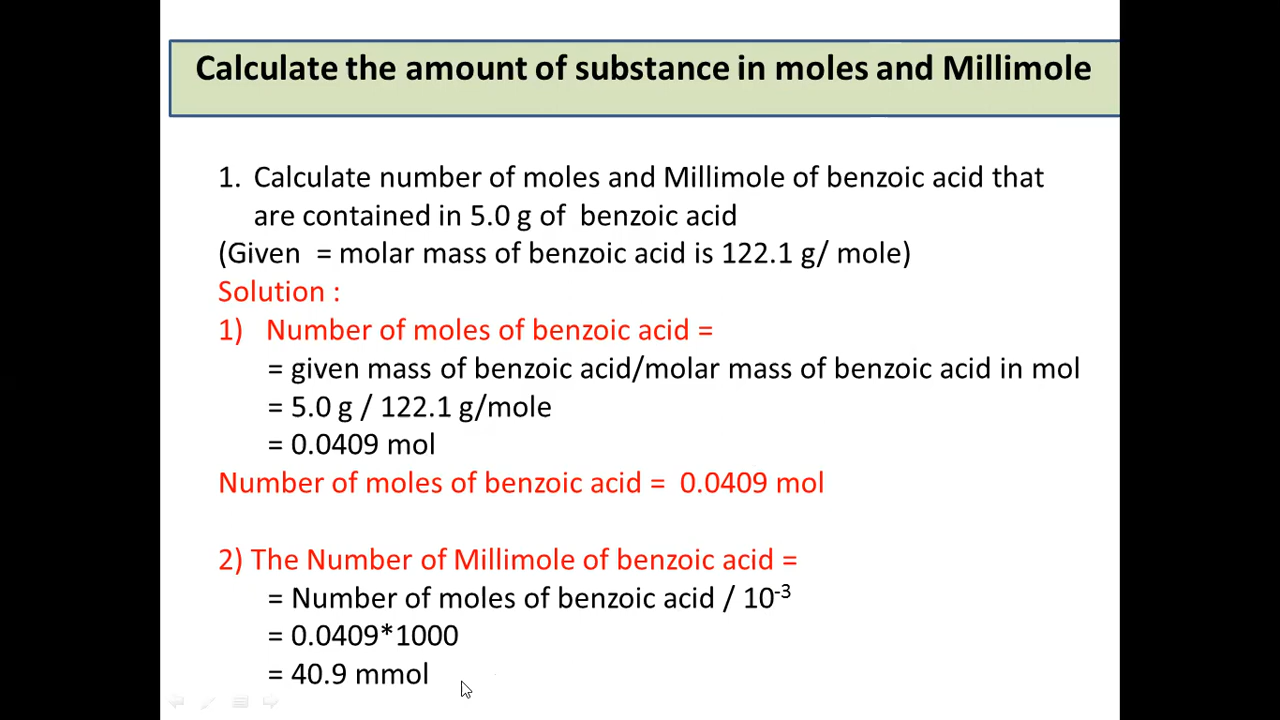 Calculate the amount of substance in moles and Millimole
1. Calculate number of moles and Millimole of benzoic acid that
are contained in 5.0 g of benzoic acid
(Given = molar mass of benzoic acid is 122.1 g/ mole)
Solution :
1) Number of moles of benzoic acid =
= given mass of benzoic acid/molar mass of benzoic acid in mol
= 5.0 g / 122.1 g/mole
= 0.0409 mol
Number of moles of benzoic acid = 0.0409 mol
2) The Number of Millimole of benzoic acid =
= Number of moles of benzoic acid / 10⁻³
= 0.0409*1000
= 40.9 mmol